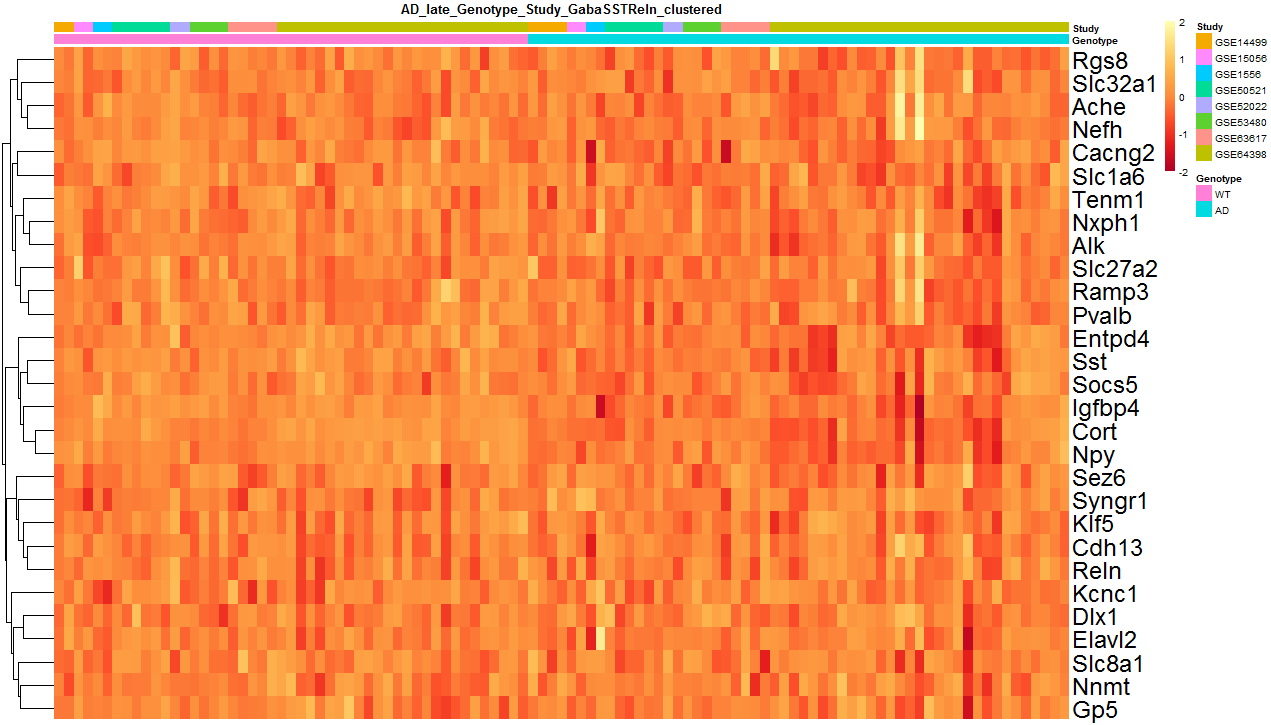 AD_late_Genotype_Study_GabaSSTReln_clustered
Study
Genotype
Rgs8
Slc32a1
Ache
Nefh
Cacng2
Slc1a6
Tenm1
Nxph1
Alk
Slc27a2
Ramp3
Pvalb
Entpd4
Sst
Socs5
Igfbp4
Cort
Npy
Sez6
Syngr1
Klf5
Cdh13
Reln
Kcnc1
Dlx1
Elavl2
Slc8a1
Nnmt
Gp5
2
1
0
-1
-2
Study
GSE14499
GSE15056
GSE1556
GSE50521
GSE52022
GSE53480
GSE63617
GSE64398
Genotype
WT
AD